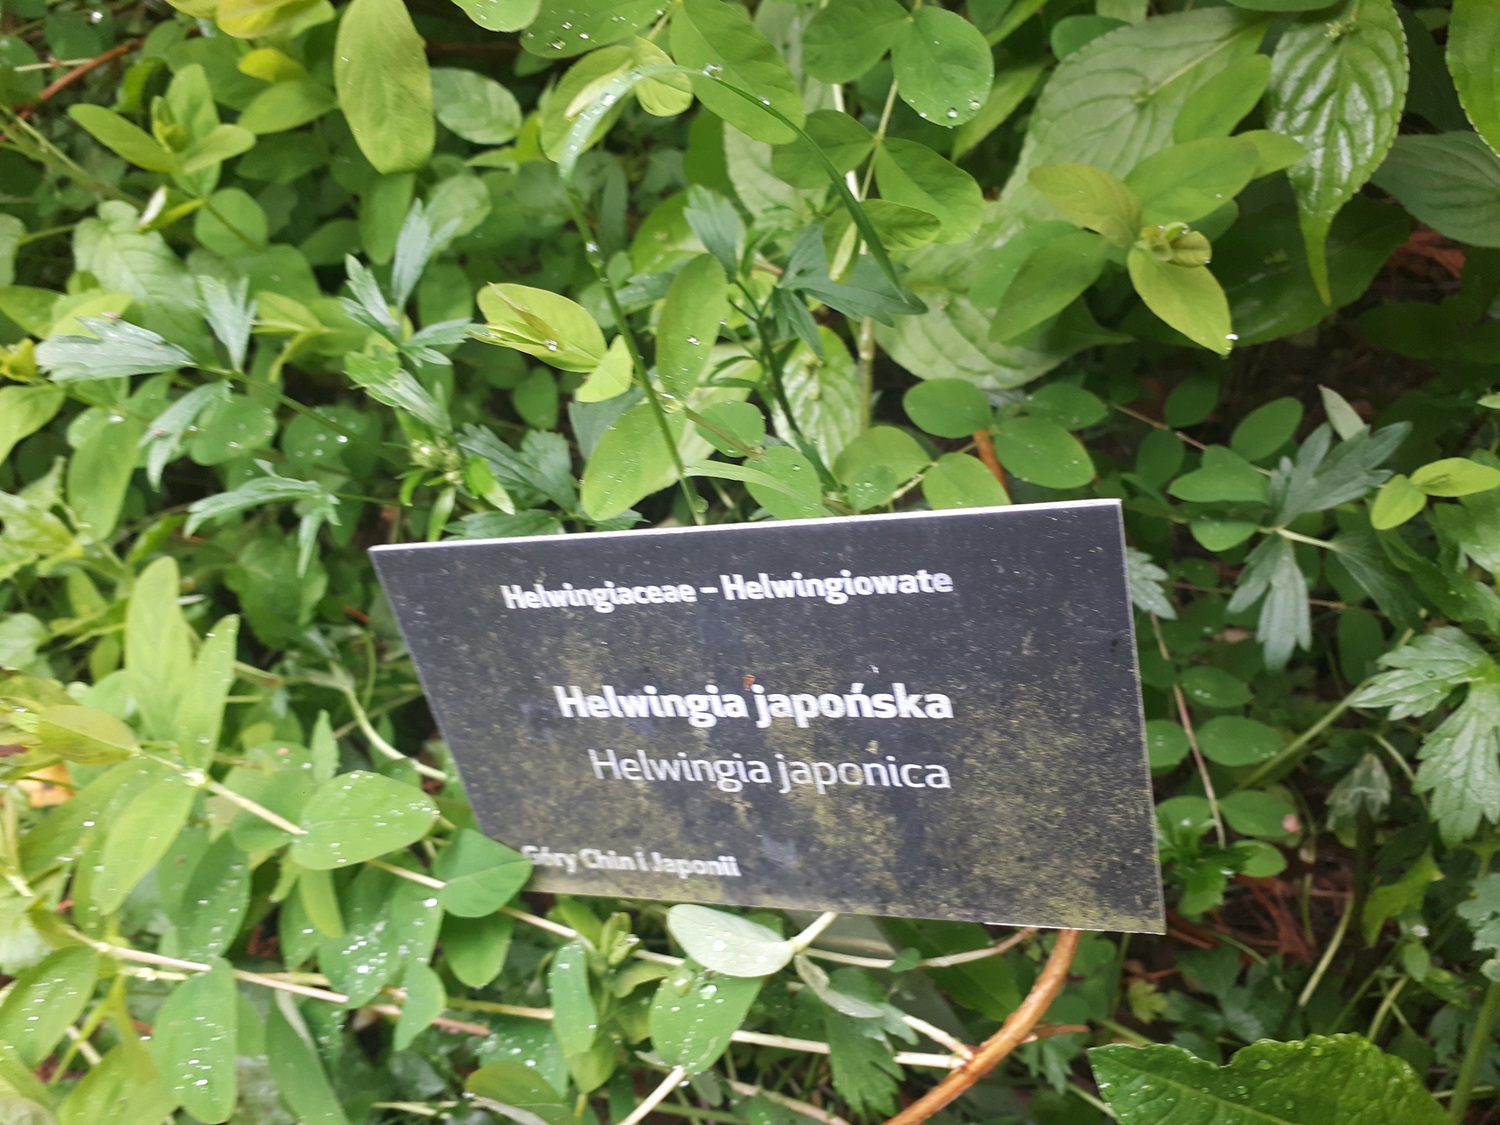 Helwingiaceae – Helwingiowate
Helwingia japońska
Helwingia japonica
Góry Chin i Japonii